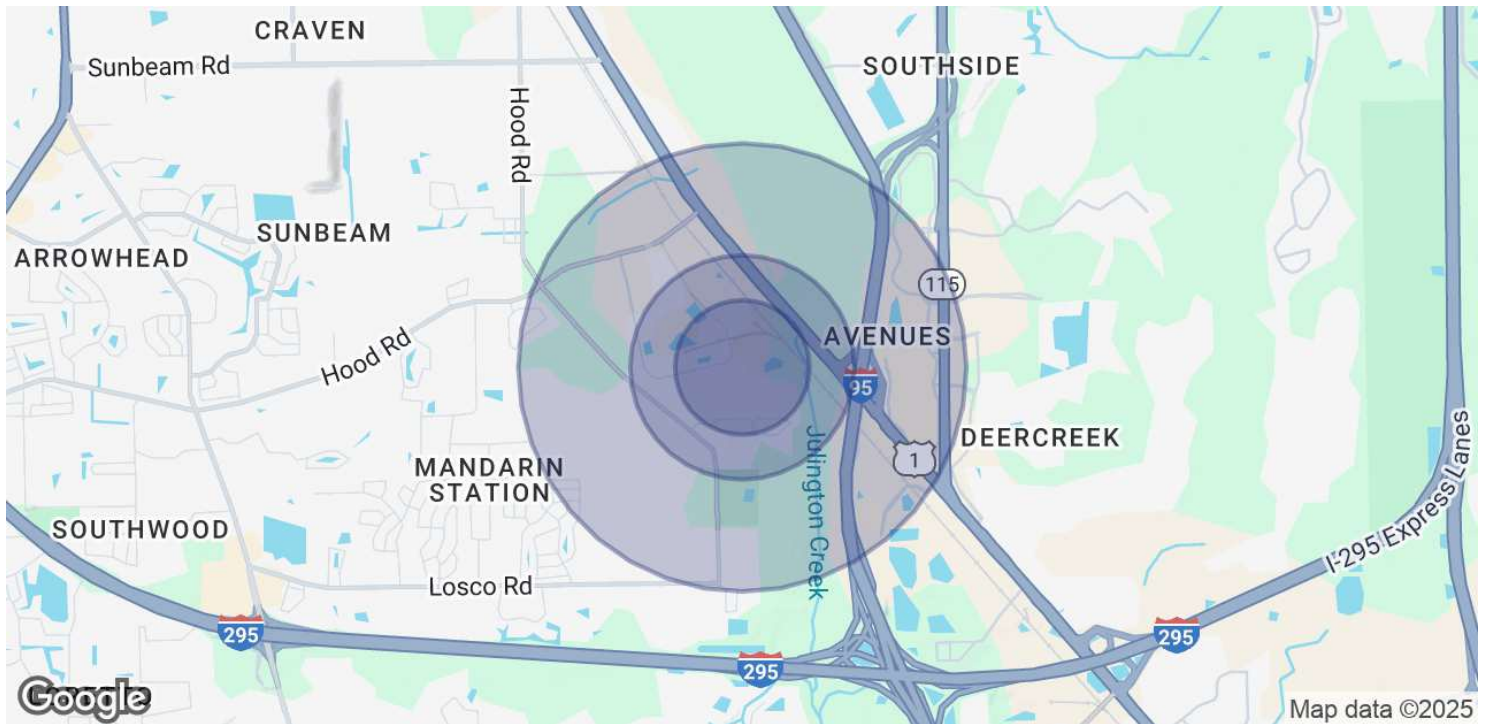 CRAVEN
Sunbeam Rd
SOUTHSIDE
Hood Rd
SUNBEAM
ARROWHEAD
115
AVENUES
Hood Rd
95
DEERCREEK
1
MANDARIN
STATION
Julington Creek
I-295 Express Lanes
SOUTHWOOD
Losco Rd
295
295
295
Google
Map data ©2025